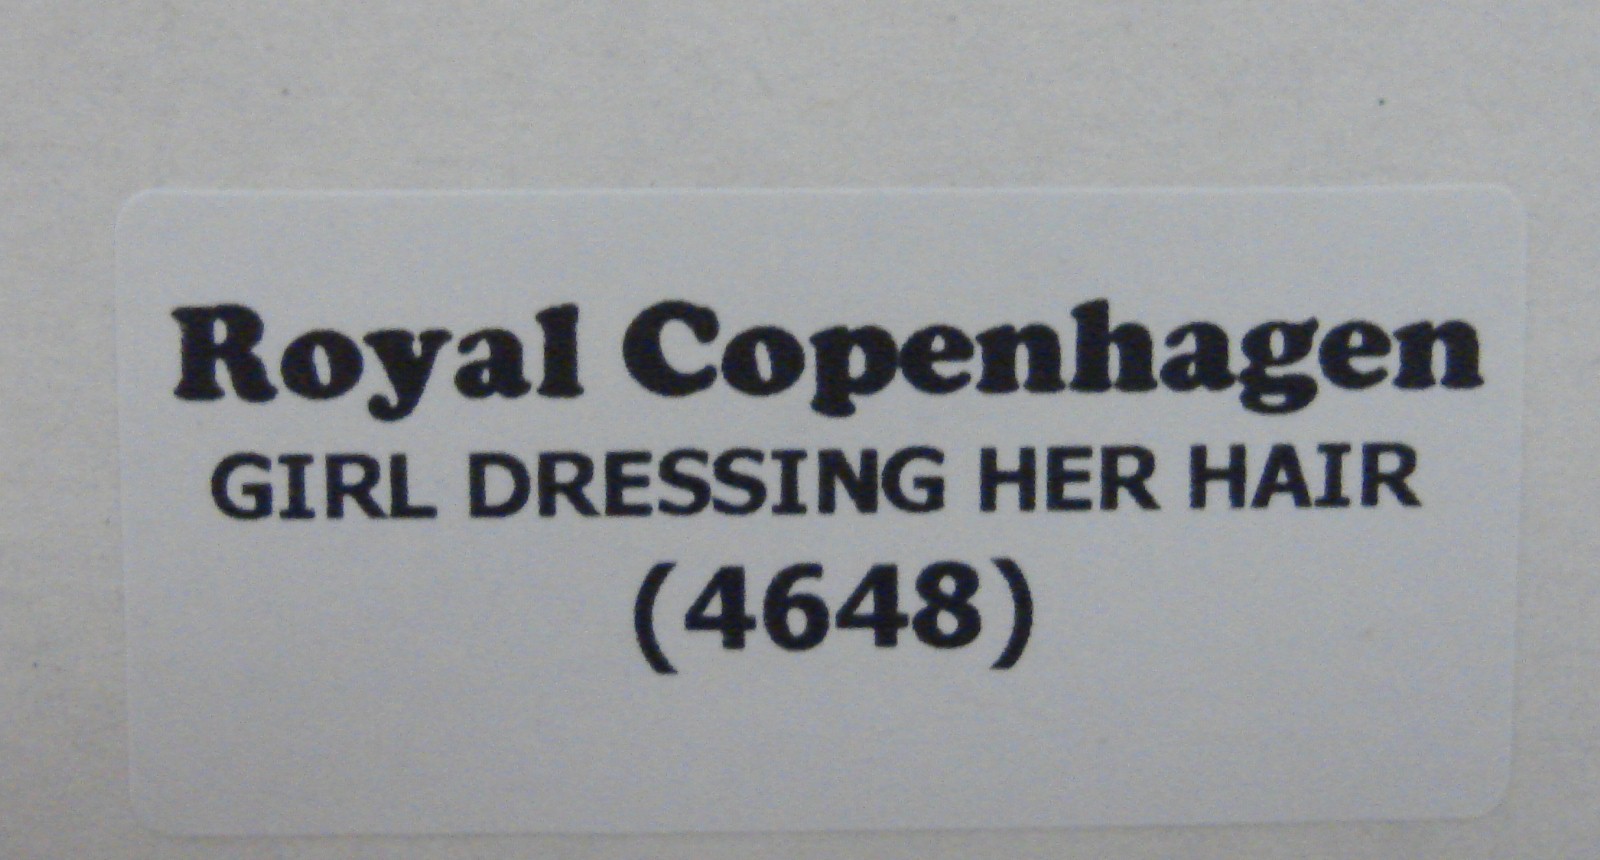 Royal Copenhagen
GIRL DRESSING HER HAIR
(4648)